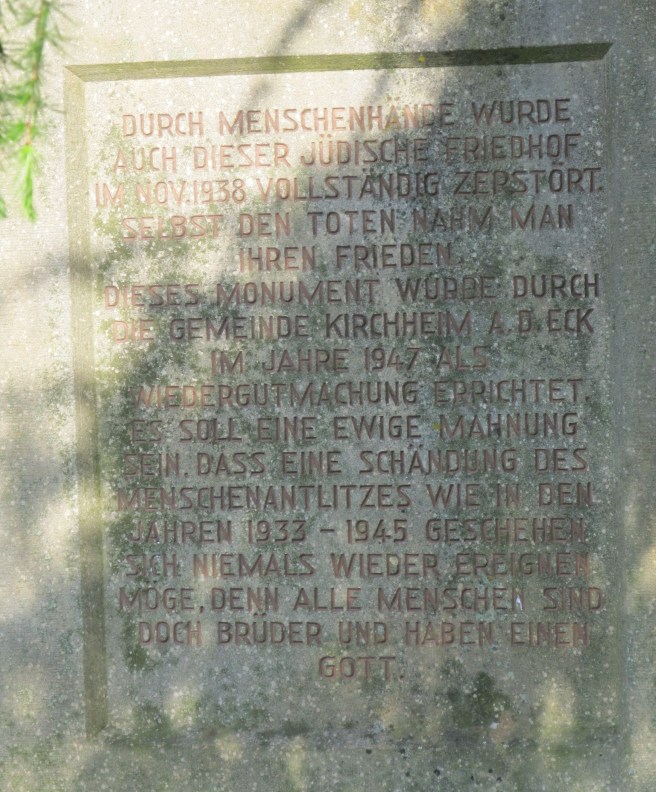 DURCH MENSCHENHÄNDE WURDE
AUCH DIESER JÜDISCHE FRIEDHOF
IM NOV. 1938 VOLLSTÄNDIG ZERSTÖRT.
SELBST DEN TOTEN NAHM MAN
IHREN FRIEDEN.
DIESES MONUMENT WURDE DURCH
DIE GEMEINDE KIRCHHEIM A. D. ECK
IM JAHRE 1947 ALS
WIEDERGUTMACHUNG ERRICHTET.
ES SOLL EINE EWIGE MAHNUNG
SEIN, DASS EINE SCHÄNDUNG DES
MENSCHENANTLITZES WIE IN DEN
JAHREN 1933 – 1945 GESCHEHEN
SICH NIEMALS WIEDER EREIGNEN
MÖGE, DENN ALLE MENSCHEN SIND
DOCH BRÜDER UND HABEN EINEN
GOTT.